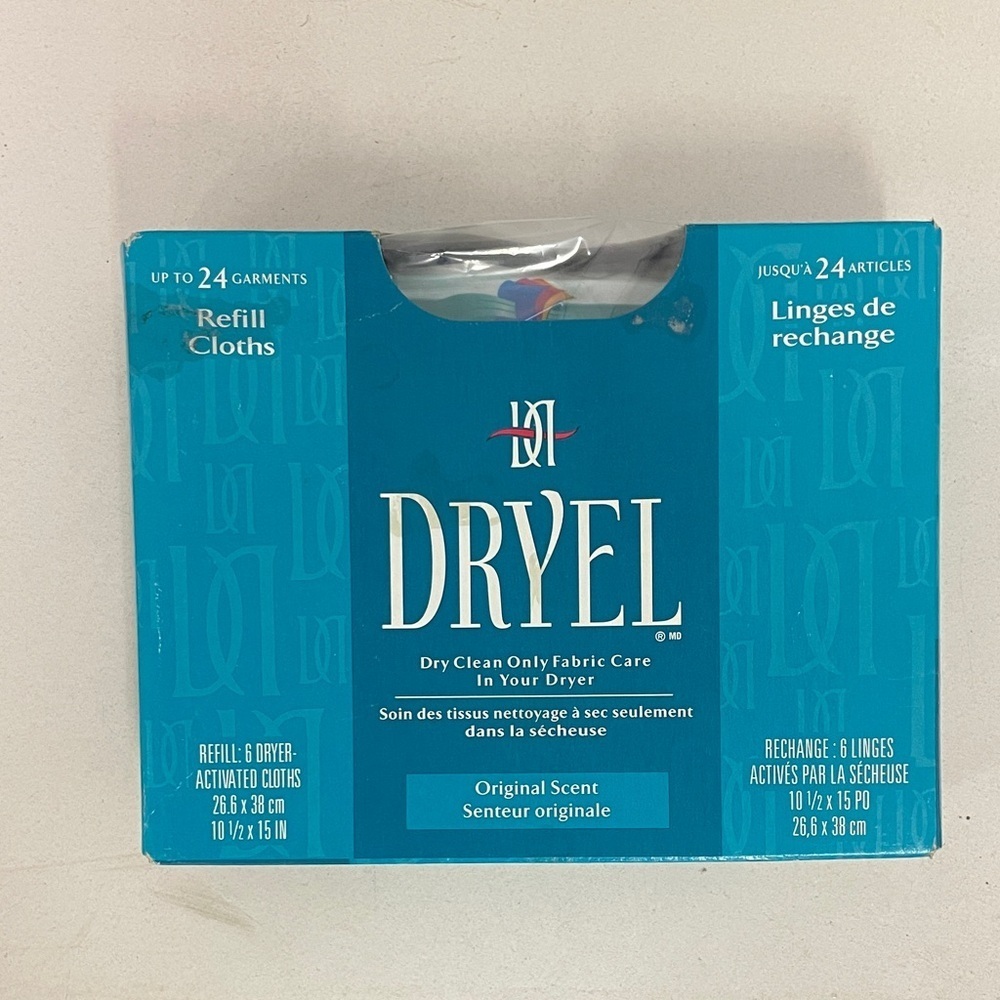 UP TO 24 GARMENTS
Refill
Cloths
JUSQU'À 24 ARTICLES
Linges de
rechange
DRYEL
® MD
Dry Clean Only Fabric Care
In Your Dryer
Soin des tissus nettoyage à sec seulement
dans la sécheuse
Original Scent
Senteur originale
REFILL: 6 DRYER-
ACTIVATED CLOTHS
26.6 x 38 cm
10 1/2 x 15 IN
RECHANGE : 6 LINGES
ACTIVÉS PAR LA SÉCHEUSE
10 1/2 x 15 PO
26,6 x 38 cm